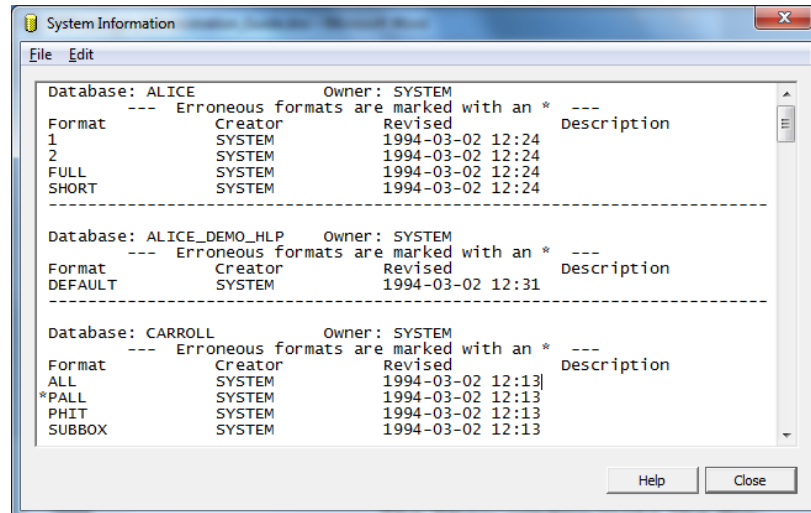 System Information
File Edit
Database: ALICE Owner: SYSTEM
--- Erroneous formats are marked with an * ---
Format Creator Revised Description
1 SYSTEM 1994-03-02 12:24
2 SYSTEM 1994-03-02 12:24
FULL SYSTEM 1994-03-02 12:24
SHORT SYSTEM 1994-03-02 12:24
--------------------------------------------------------------------------
Database: ALICE_DEMO_HLP Owner: SYSTEM
--- Erroneous formats are marked with an * ---
Format Creator Revised Description
DEFAULT SYSTEM 1994-03-02 12:31
--------------------------------------------------------------------------
Database: CARROLL Owner: SYSTEM
--- Erroneous formats are marked with an * ---
Format Creator Revised Description
ALL SYSTEM 1994-03-02 12:13
*PALL SYSTEM 1994-03-02 12:13
PHIT SYSTEM 1994-03-02 12:13
SUBBOX SYSTEM 1994-03-02 12:13
Help Close